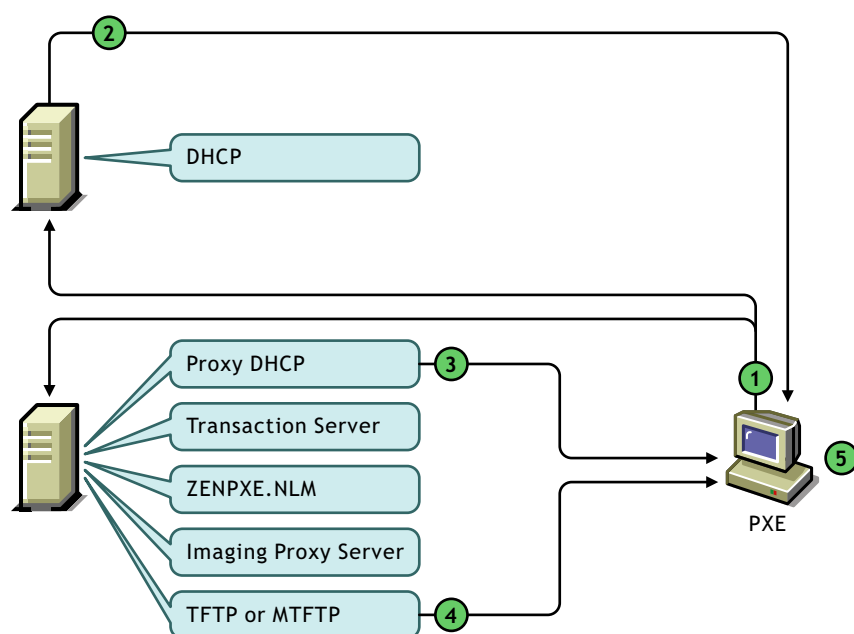 2
DHCP
Proxy DHCP
3
1
Transaction Server
5
ZENPXE.NLM
PXE
Imaging Proxy Server
TFTP or MTFTP
4